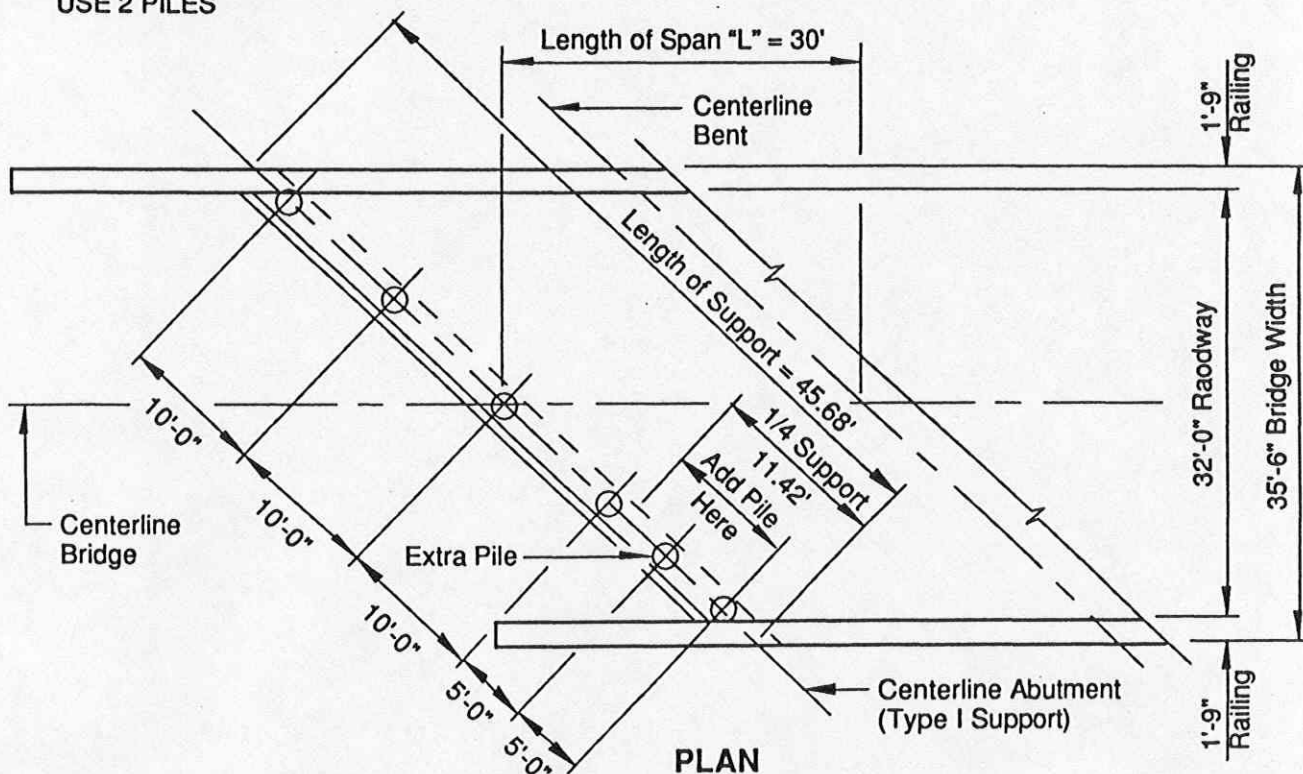 USE 2 PILES
Length of Span "L" = 30'
Centerline
Bent
1'-9"
Railing
Length of Support = 45.68'
1/4 Support
11.42'
Add Pile
Here
32'-0" Raodway
35'-6" Bridge Width
10'-0"
10'-0"
10'-0"
5'-0"
5'-0"
Centerline
Bridge
Extra Pile
Centerline Abutment
(Type I Support)
1'-9"
Railing
PLAN